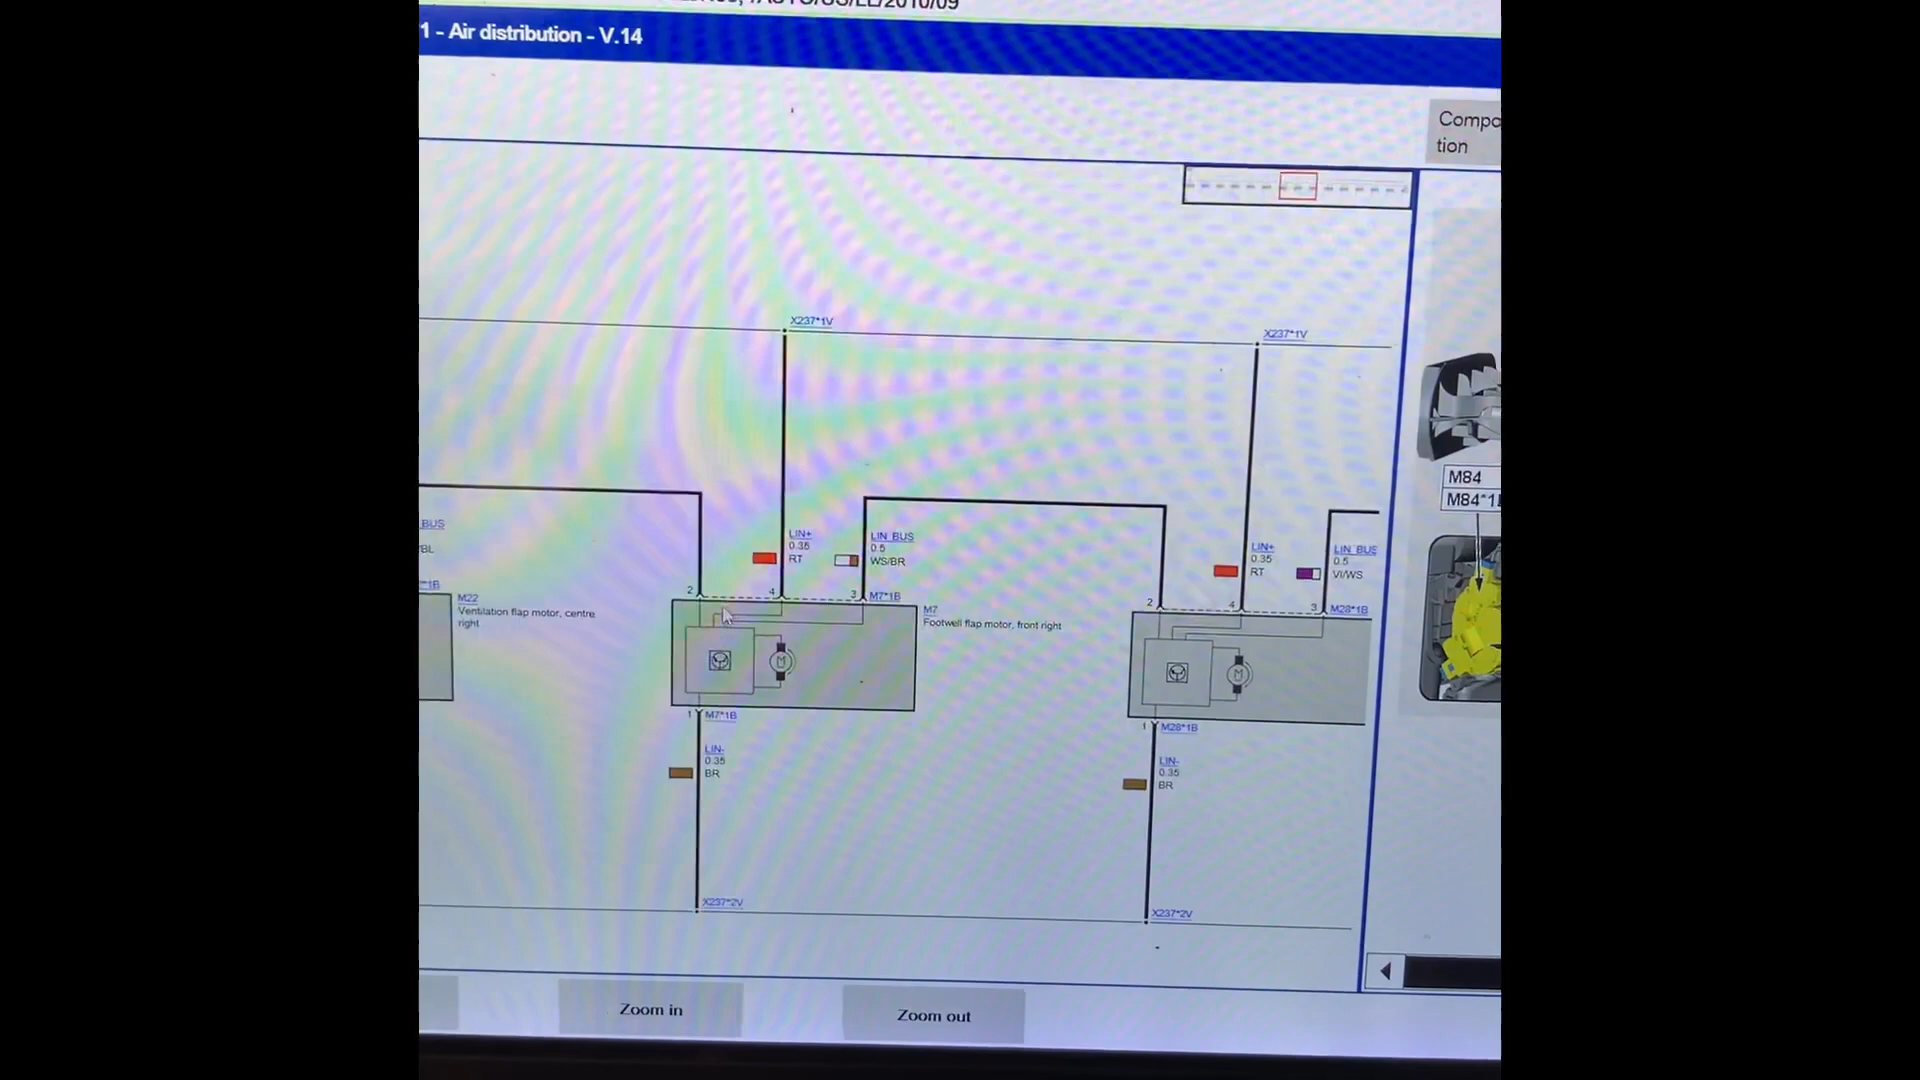 1 - Air distribution - V.14
Compo
tion
X237*1V
X237*1V
M84
M84*1
BUS
/BL
*1B
M22
Ventilation flap motor, centre
right
LIN+
0.35
RT
LIN_BUS
0.5
WS/BR
LIN+
0.35
RT
LIN_BUS
0.5
VI/WS
2
4
3
M7*1B
M7
Footwell flap motor, front right
2
4
3
M28*1B
M
M
1
M7*1B
1
M28*1B
LIN-
0.35
BR
LIN-
0.35
BR
X237*2V
X237*2V
Zoom in
Zoom out